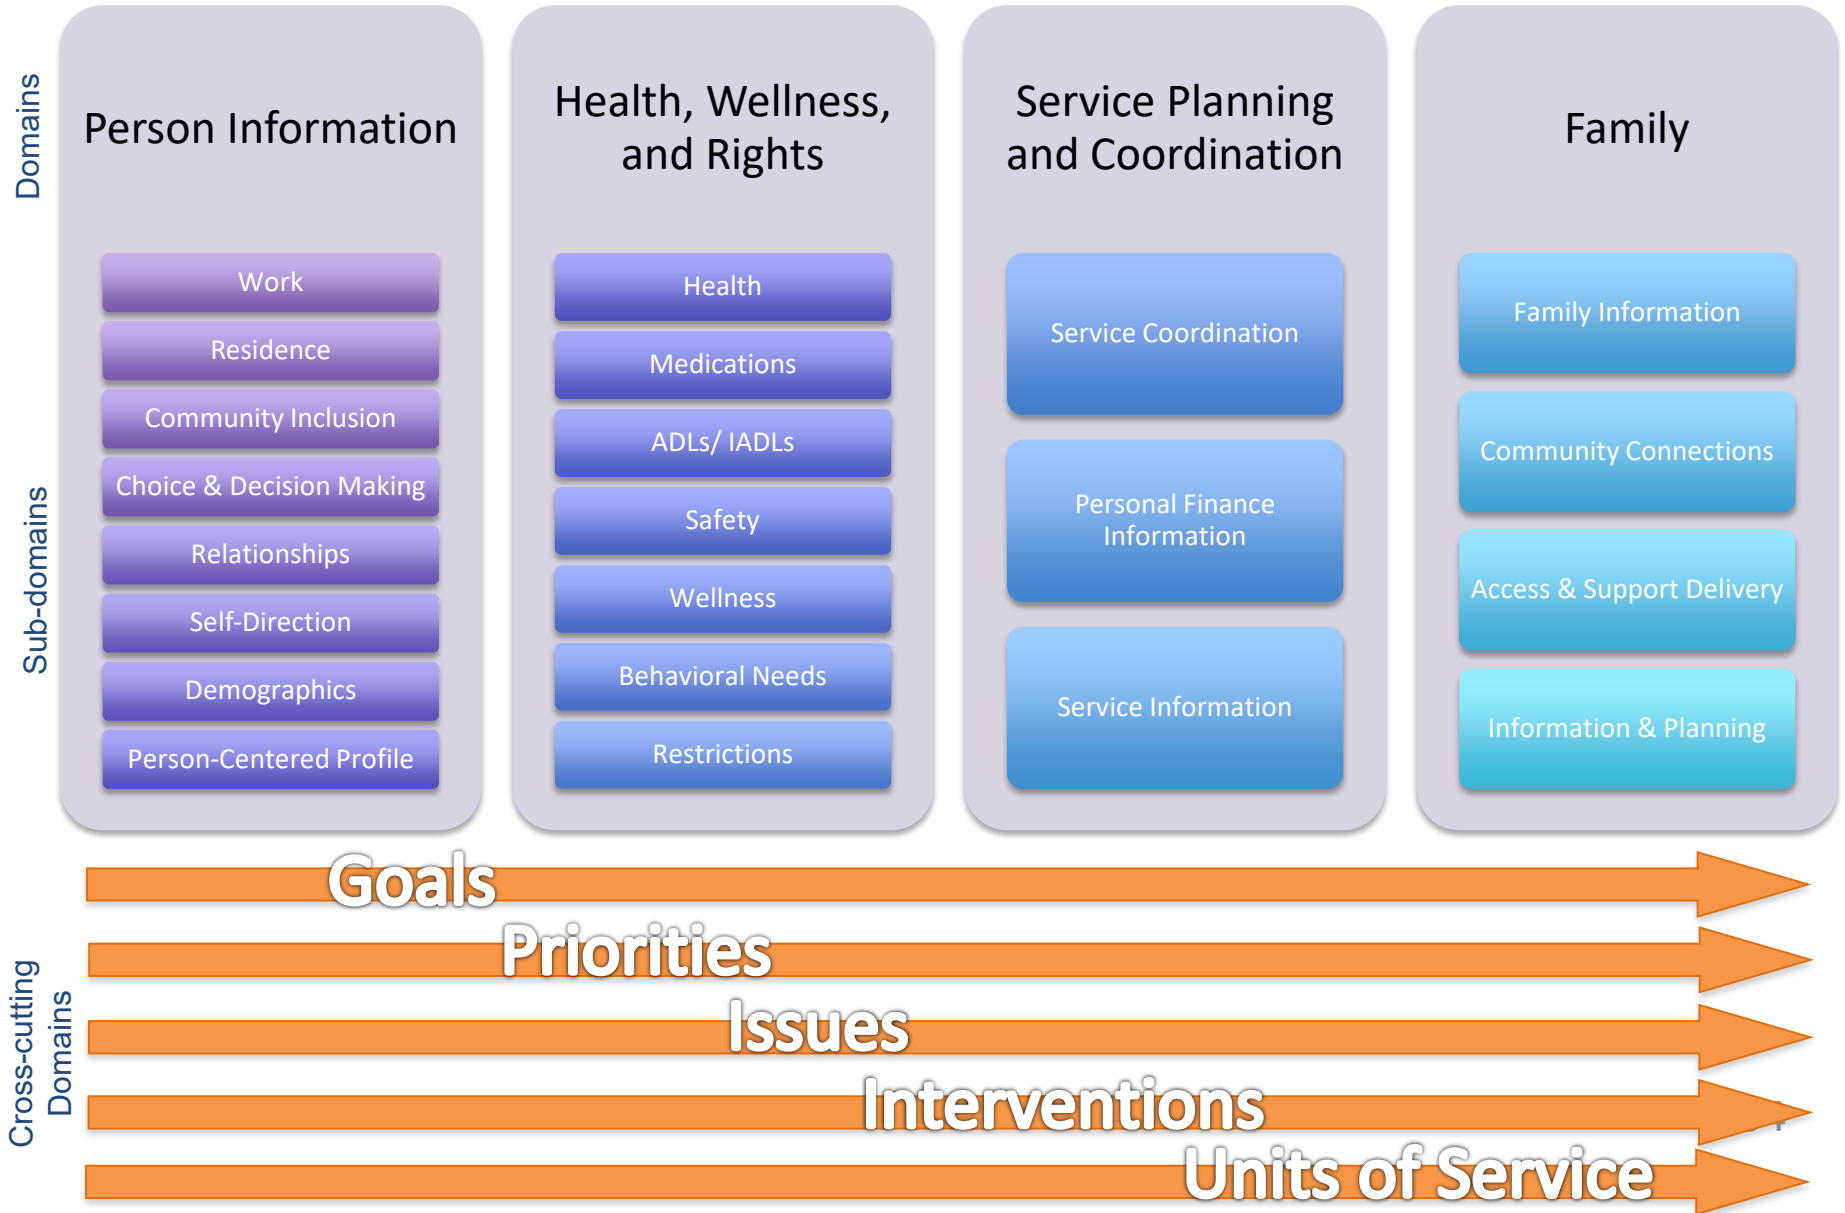 Domains
Person Information
Health, Wellness,
and Rights
Service Planning
and Coordination
Family
Sub-domains
Work
Residence
Community Inclusion
Choice & Decision Making
Relationships
Self-Direction
Demographics
Person-Centered Profile
Health
Medications
ADLs/ IADLs
Safety
Wellness
Behavioral Needs
Restrictions
Service Coordination
Personal Finance
Information
Service Information
Family Information
Community Connections
Access & Support Delivery
Information & Planning
Cross-cutting
Domains
Goals
Priorities
Issues
Interventions
Units of Service